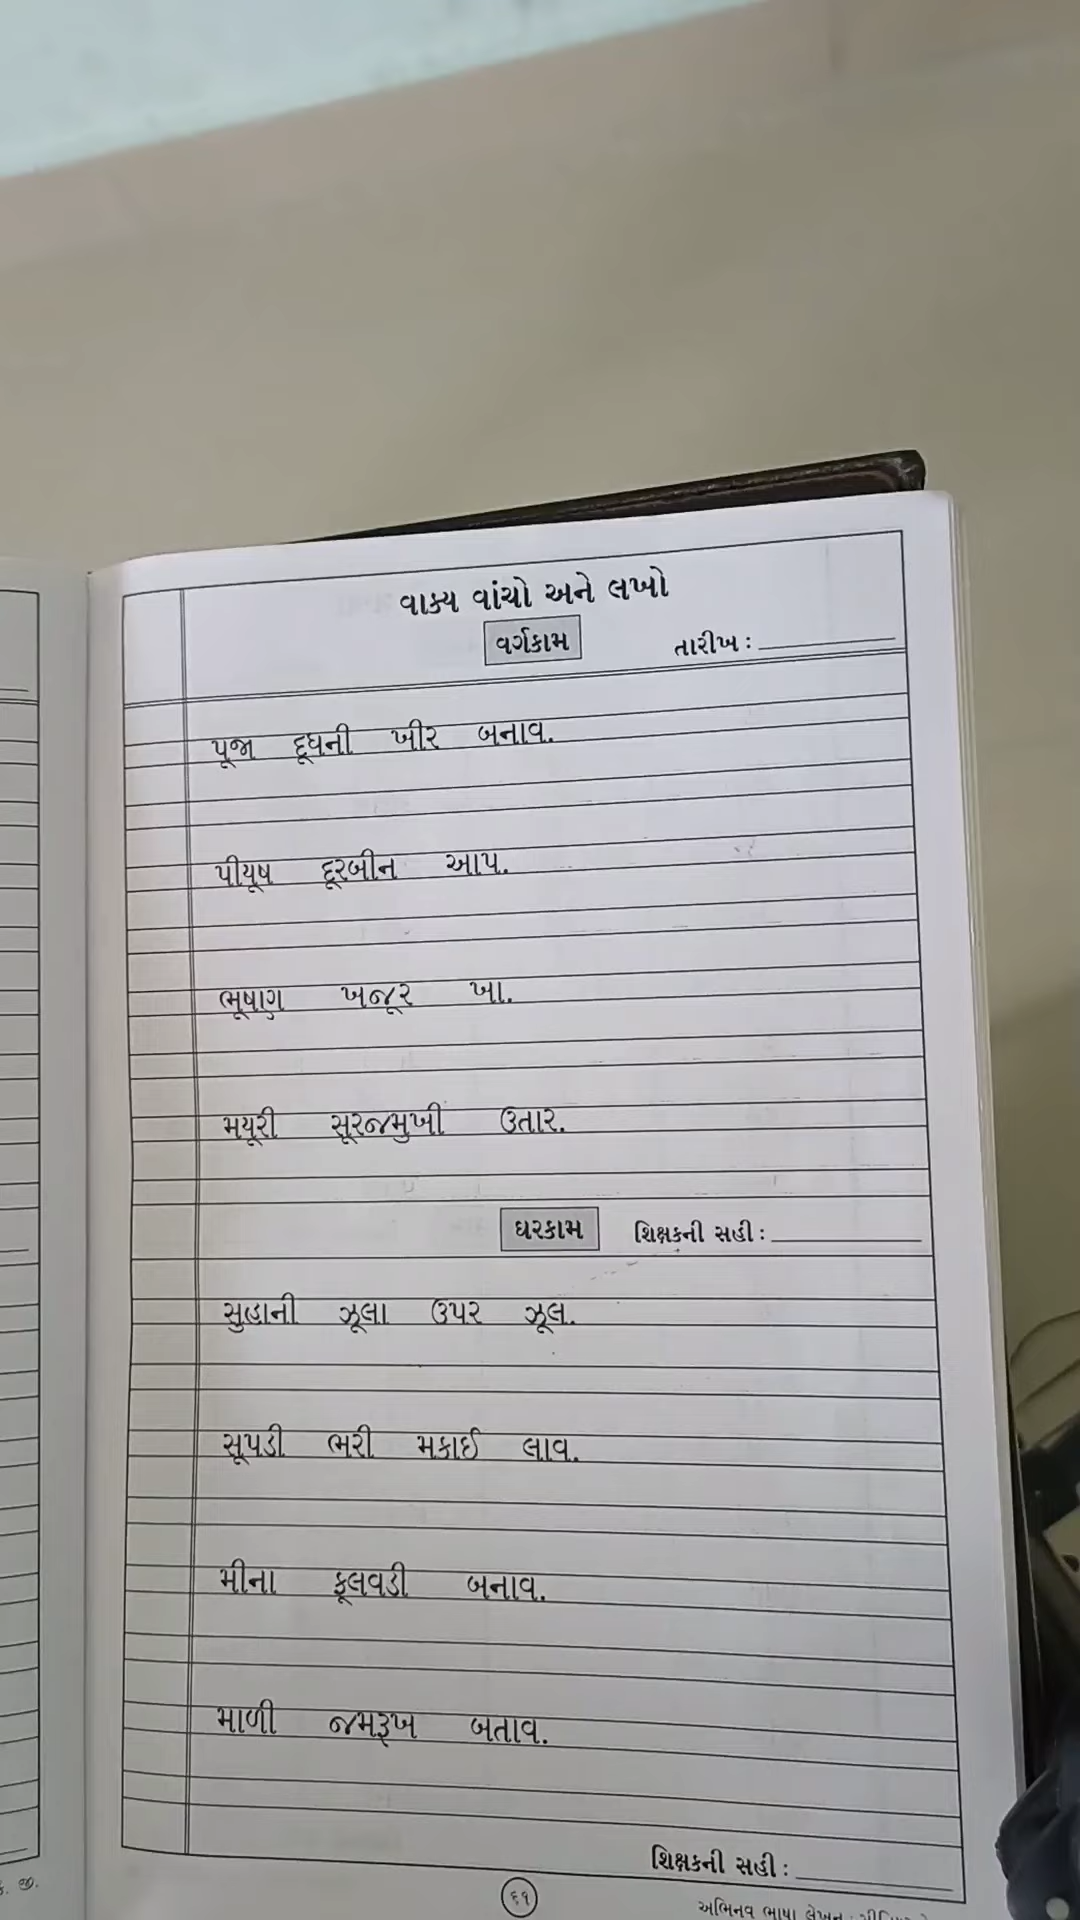 વાક્ય વાંચો અને લખો
વર્ગકામ
તારીખ :
પૂજા દૂધની ખીર બનાવ.
પીયૂષ દૂરબીન આપ.
ભૂષાણ ખજૂર ખા.
મયૂરી સૂરજમુખી ઉતાર.
ઘરકામ
શિક્ષકની સહી :
સુહાની ઝૂલા ઉપર ઝૂલ.
સૂપડી ભરી મકાઈ લાવ.
મીના ફૂલવડી બનાવ.
માળી જમરૂખ બતાવ.
શિક્ષકની સહી :
૬૧
અભિનવ ભાષા લેખન :
જી.